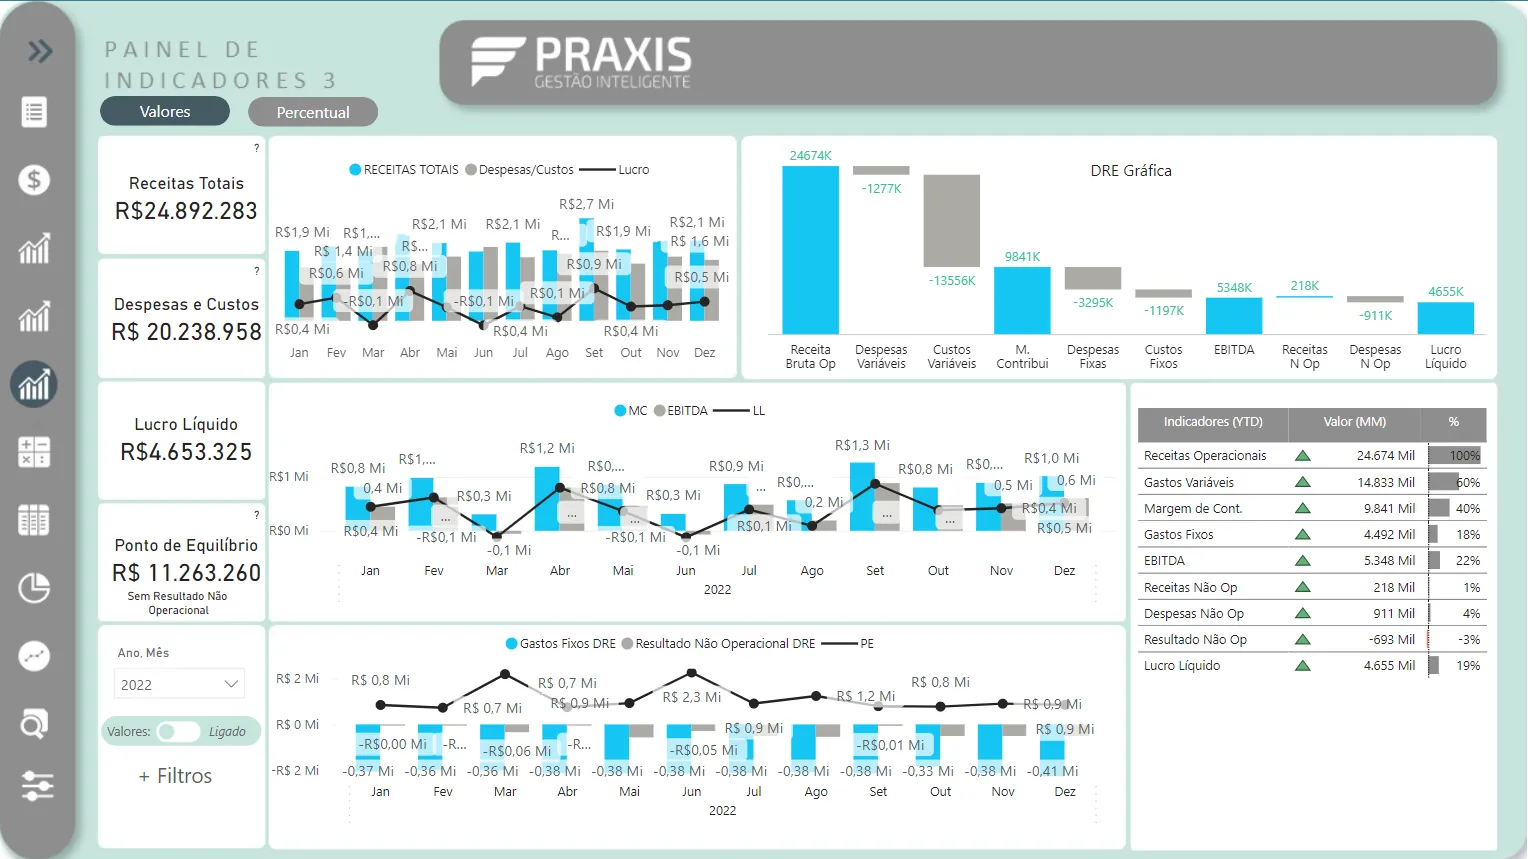 PAINEL DE
INDICADORES 3
PRAXIS
GESTÃO INTELIGENTE
Valores
Percentual
?
Receitas Totais
R$24.892.283
?
Despesas e Custos
R$ 20.238.958
Lucro Líquido
R$4.653.325
?
Ponto de Equilíbrio
R$ 11.263.260
Sem Resultado Não
Operacional
Ano, Mês
2022
Valores: Ligado
+ Filtros
RECEITAS TOTAIS Despesas/Custos Lucro
R$2,7 Mi
R$1,9 Mi R$1,... R$2,1 Mi R$2,1 Mi R... R$1,9 Mi R$2,1 Mi
R$ 1,4 Mi R$... R$ 1,6 Mi
R$0,6 Mi R$0,8 Mi R$0,9 Mi R$0,5 Mi
-R$0,1 Mi -R$0,1 Mi R$0,1 Mi
R$0,4 Mi R$0,4 Mi R$0,4 Mi
Jan Fev Mar Abr Mai Jun Jul Ago Set Out Nov Dez
DRE Gráfica
24674K
-1277K
-13556K
9841K
-3295K
-1197K
5348K
218K
-911K
4655K
Receita Bruta Op
Despesas Variáveis
Custos Variáveis
M. Contribui
Despesas Fixas
Custos Fixos
EBITDA
Receitas N Op
Despesas N Op
Lucro Líquido
MC EBITDA LL
R$1 Mi
R$0 Mi
R$0,8 Mi R$1,... R$1,2 Mi R$0,... R$0,9 Mi R$0,... R$1,3 Mi R$0,8 Mi R$0,... R$1,0 Mi
0,4 Mi R$0,3 Mi R$0,8 Mi R$0,3 Mi ... 0,2 Mi 0,5 Mi 0,6 Mi
... ... ... ... ... R$0,4 Mi
R$0,4 Mi -R$0,1 Mi -R$0,1 Mi R$0,1 Mi R$0,5 Mi
-0,1 Mi -0,1 Mi
Jan Fev Mar Abr Mai Jun Jul Ago Set Out Nov Dez
2022
Gastos Fixos DRE Resultado Não Operacional DRE PE
R$ 2 Mi
R$ 0 Mi
-R$ 2 Mi
R$ 0,8 Mi R$ 0,7 Mi R$ 0,7 Mi R$ 0,9 Mi R$ 2,3 Mi R$ 0,9 Mi R$ 1,2 Mi R$ 0,8 Mi R$ 0,9 Mi R$ 0,9 Mi
-R$0,00 Mi -R... -R$0,06 Mi -R... -R$0,05 Mi -R$0,01 Mi
-0,37 Mi -0,36 Mi -0,36 Mi -0,38 Mi -0,38 Mi -0,38 Mi -0,38 Mi -0,38 Mi -0,38 Mi -0,33 Mi -0,38 Mi -0,41 Mi
Jan Fev Mar Abr Mai Jun Jul Ago Set Out Nov Dez
2022
Indicadores (YTD) Valor (MM) %
Receitas Operacionais 24.674 Mil 100%
Gastos Variáveis 14.833 Mil 60%
Margem de Cont. 9.841 Mil 40%
Gastos Fixos 4.492 Mil 18%
EBITDA 5.348 Mil 22%
Receitas Não Op 218 Mil 1%
Despesas Não Op 911 Mil 4%
Resultado Não Op -693 Mil -3%
Lucro Líquido 4.655 Mil 19%